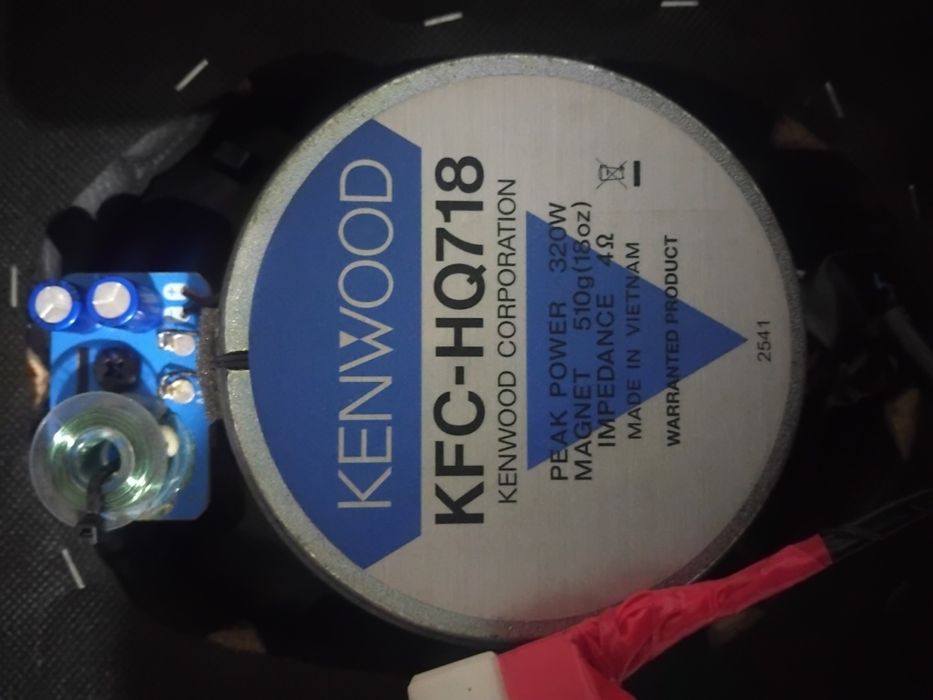 KENWOOD
KFC-HQ718
KENWOOD CORPORATION
PEAK POWER 320W
MAGNET 510g(18oz)
IMPEDANCE 4Ω
MADE IN VIETNAM
WARRANTED PRODUCT
2541